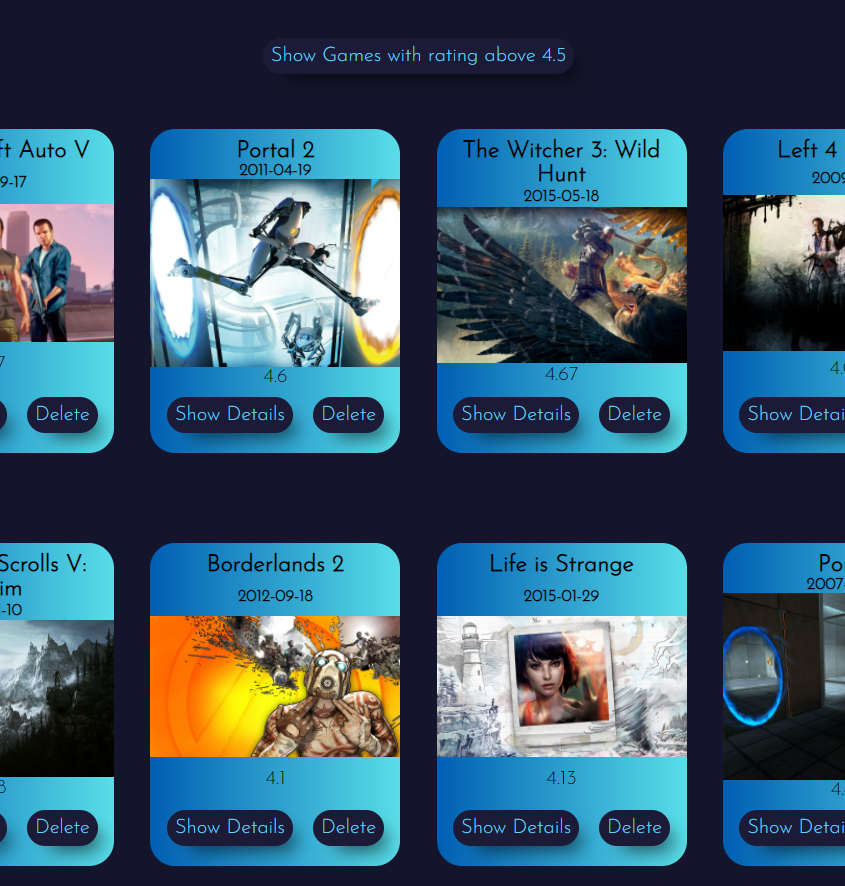 Show Games with rating above 4.5
ft Auto V
9-17
7
Delete
Portal 2
2011-04-19
4.6
Show Details Delete
The Witcher 3: Wild
Hunt
2015-05-18
4.67
Show Details Delete
Left 4
2009
4.0
Show Detai
Scrolls V:
im
-10
Delete
Borderlands 2
2012-09-18
4.1
Show Details Delete
Life is Strange
2015-01-29
4.13
Show Details Delete
Po
2007-
4.
Show Detai